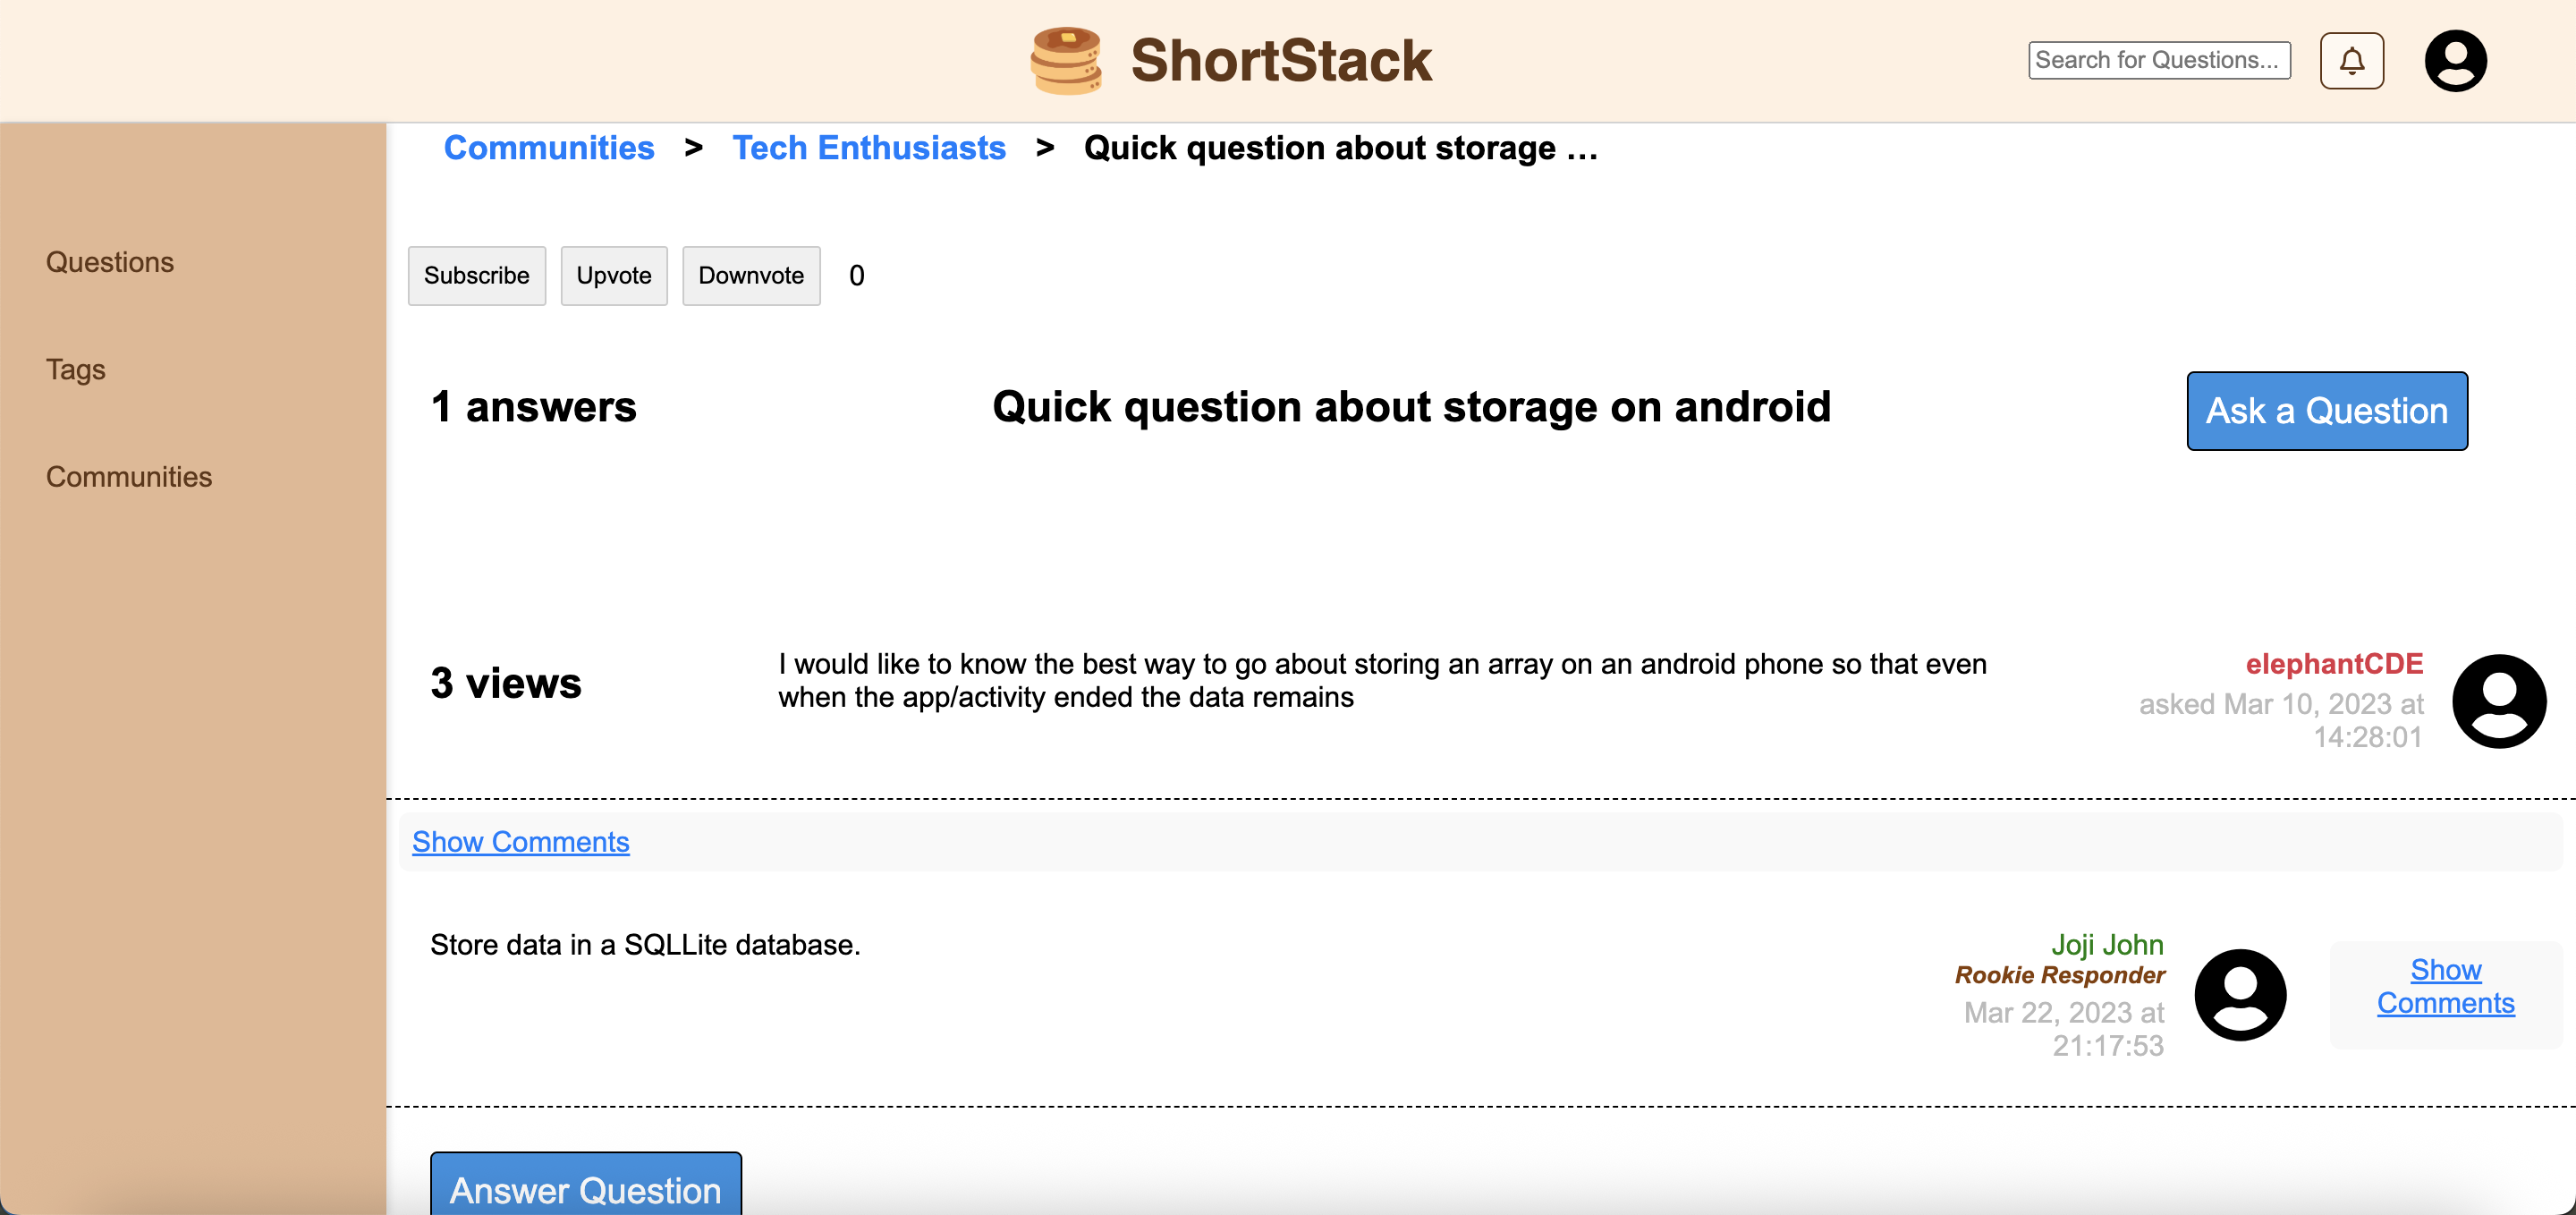 ShortStack
Search for Questions...
Communities > Tech Enthusiasts > Quick question about storage ...
Questions
Tags
Communities
Subscribe
Upvote
Downvote
0
1 answers
Quick question about storage on android
Ask a Question
3 views
I would like to know the best way to go about storing an array on an android phone so that even
when the app/activity ended the data remains
elephantCDE
asked Mar 10, 2023 at
14:28:01
Show Comments
Store data in a SQLLite database.
Joji John
Rookie Responder
Mar 22, 2023 at
21:17:53
Show
Comments
Answer Question